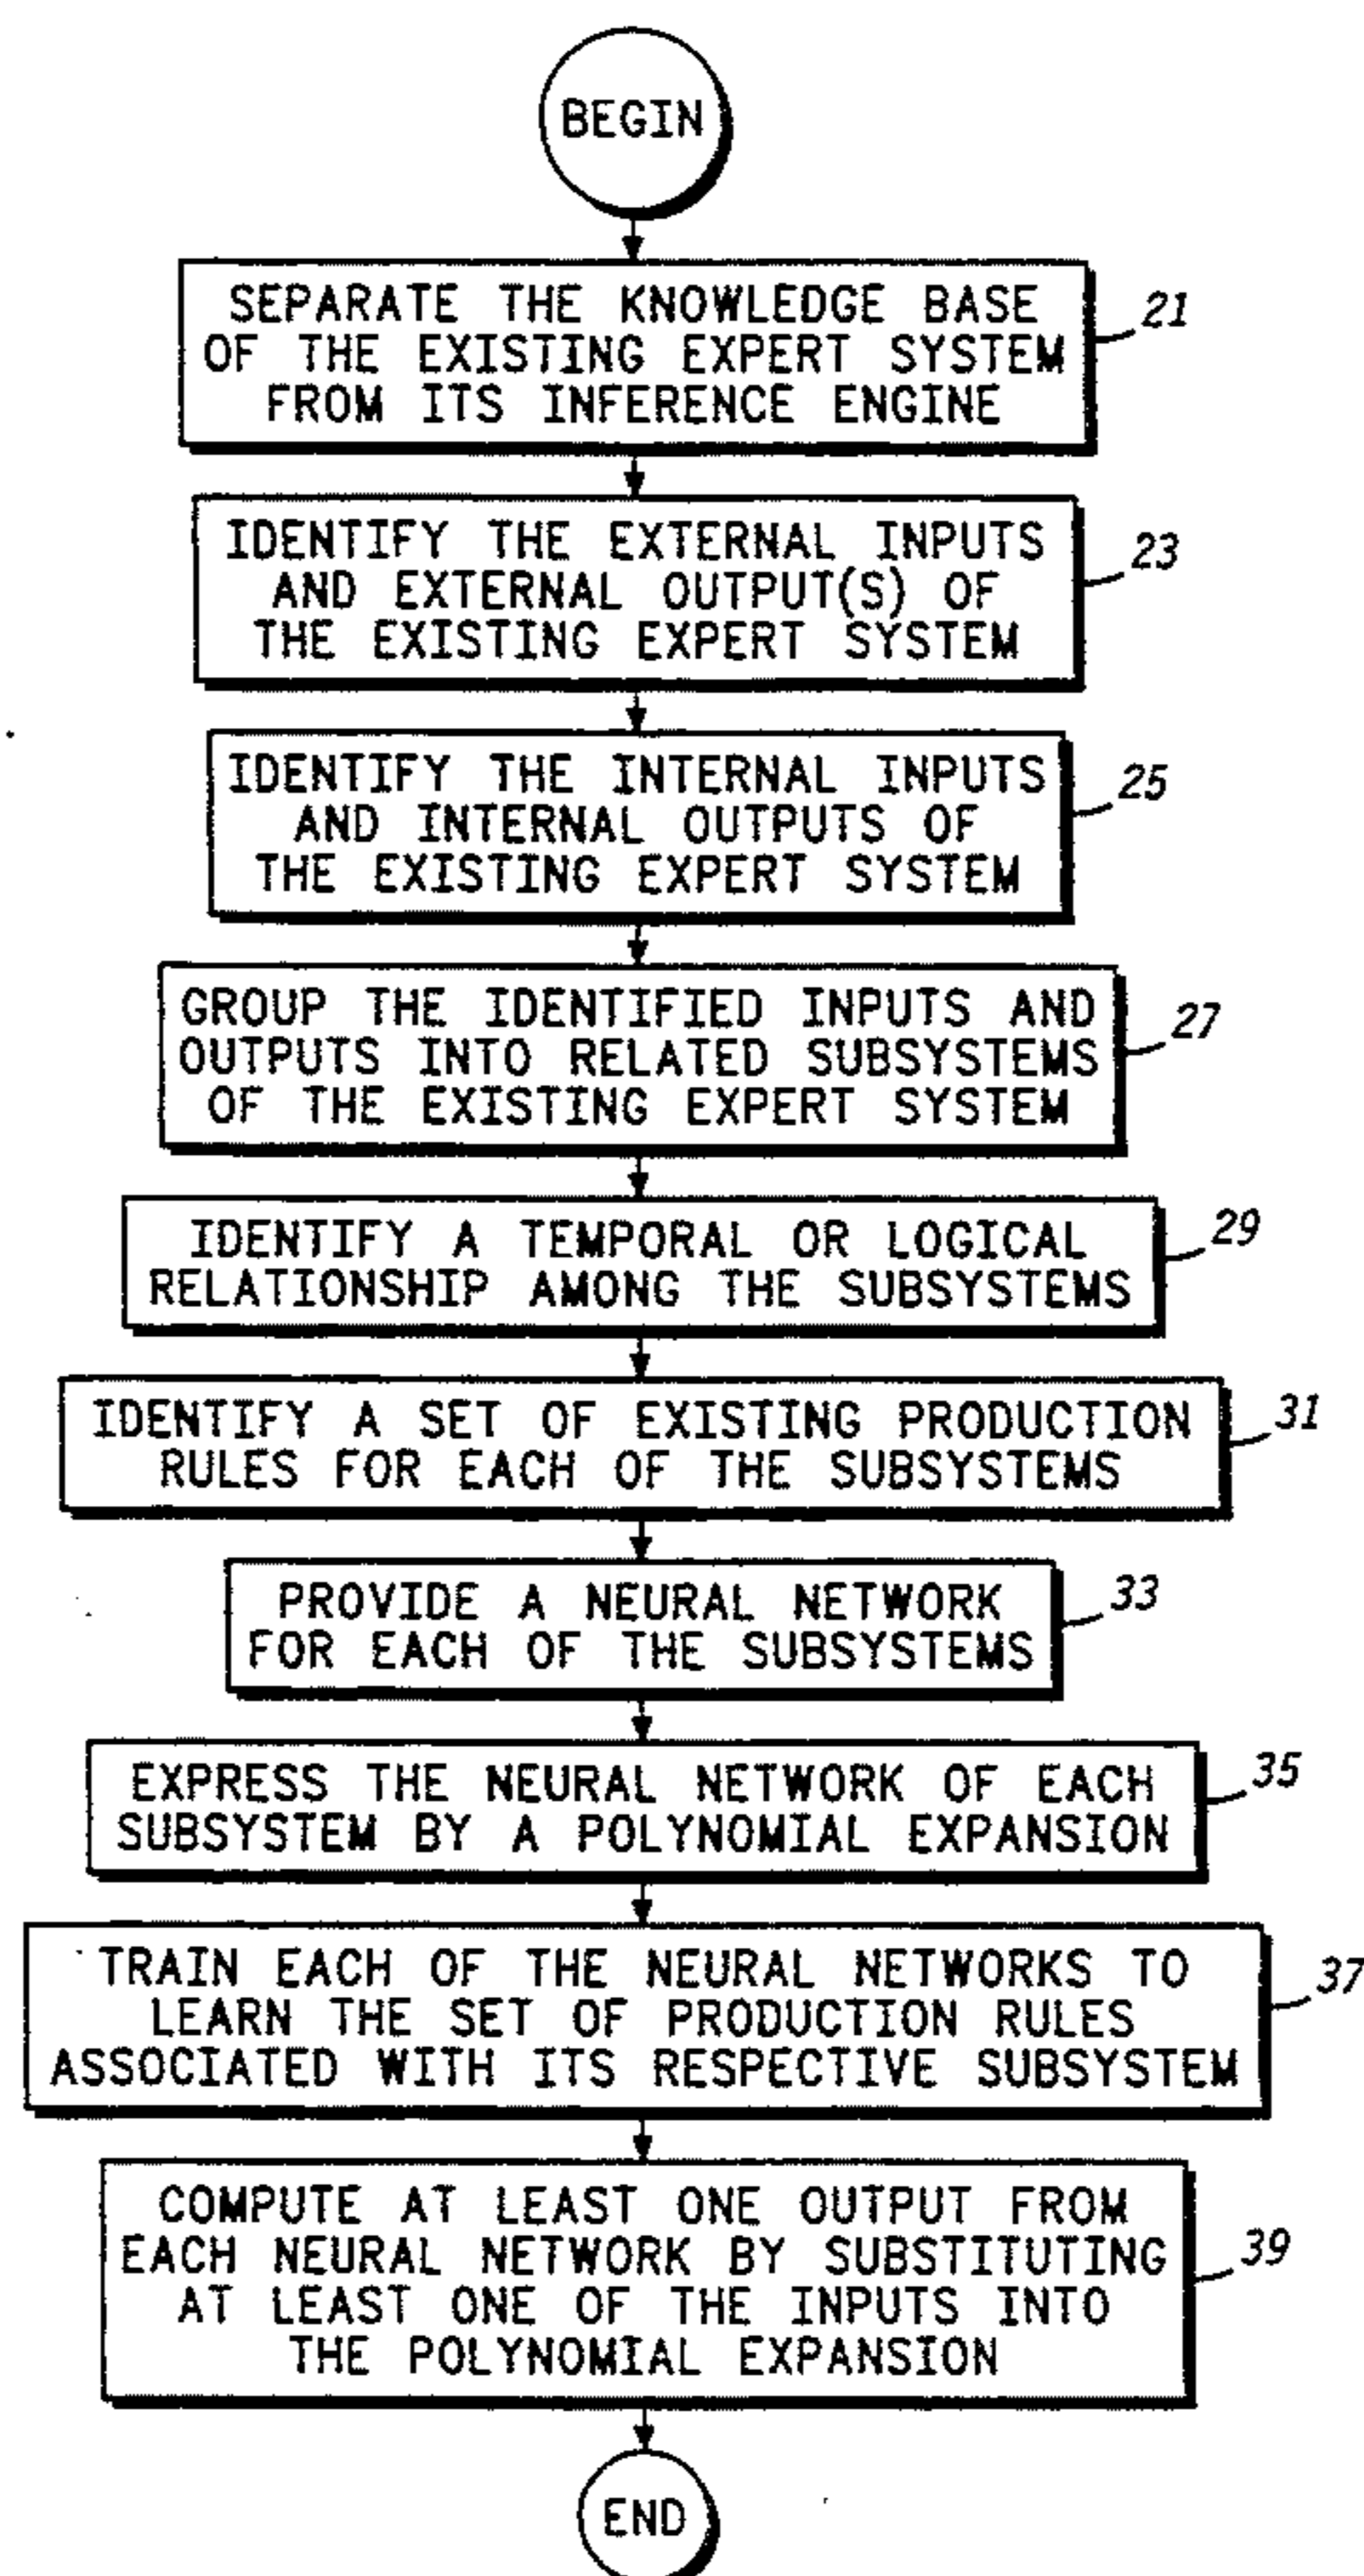 BEGIN
SEPARATE THE KNOWLEDGE BASE
OF THE EXISTING EXPERT SYSTEM
FROM ITS INFERENCE ENGINE
21
IDENTIFY THE EXTERNAL INPUTS
AND EXTERNAL OUTPUT(S) OF
THE EXISTING EXPERT SYSTEM
23
IDENTIFY THE INTERNAL INPUTS
AND INTERNAL OUTPUTS OF
THE EXISTING EXPERT SYSTEM
25
GROUP THE IDENTIFIED INPUTS AND
OUTPUTS INTO RELATED SUBSYSTEMS
OF THE EXISTING EXPERT SYSTEM
27
IDENTIFY A TEMPORAL OR LOGICAL
RELATIONSHIP AMONG THE SUBSYSTEMS
29
IDENTIFY A SET OF EXISTING PRODUCTION
RULES FOR EACH OF THE SUBSYSTEMS
31
PROVIDE A NEURAL NETWORK
FOR EACH OF THE SUBSYSTEMS
33
EXPRESS THE NEURAL NETWORK OF EACH
SUBSYSTEM BY A POLYNOMIAL EXPANSION
35
TRAIN EACH OF THE NEURAL NETWORKS TO
LEARN THE SET OF PRODUCTION RULES
ASSOCIATED WITH ITS RESPECTIVE SUBSYSTEM
37
COMPUTE AT LEAST ONE OUTPUT FROM
EACH NEURAL NETWORK BY SUBSTITUTING
AT LEAST ONE OF THE INPUTS INTO
THE POLYNOMIAL EXPANSION
39
END